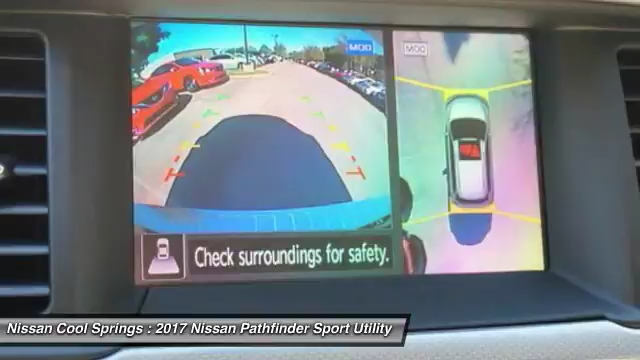 MOD
MOD
Check surroundings for safety.
Nissan Cool Springs : 2017 Nissan Pathfinder Sport Utility